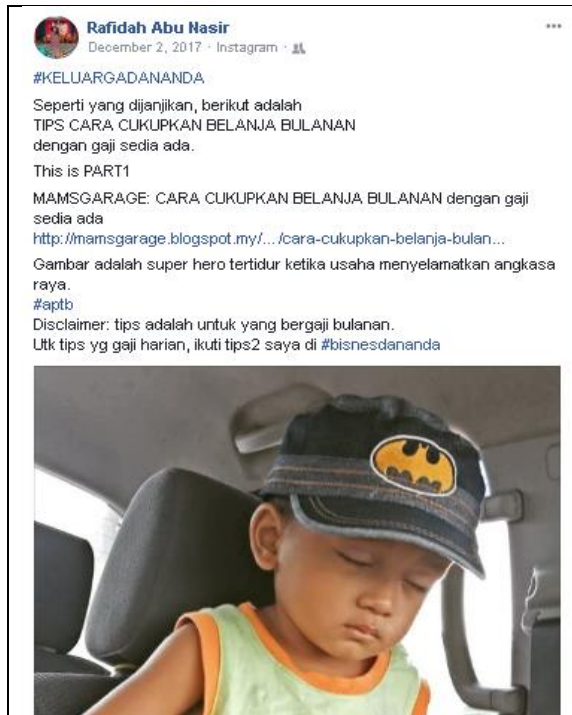 Rafidah Abu Nasir
December 2, 2017 · Instagram ·
#KELUARGADANANDA
Seperti yang dijanjikan, berikut adalah
TIPS CARA CUKUPKAN BELANJA BULANAN
dengan gaji sedia ada.
This is PART1
MAMSGARAGE: CARA CUKUPKAN BELANJA BULANAN dengan gaji
sedia ada
http://mamsgarage.blogspot.my/.../cara-cukupkan-belanja-bulan...
Gambar adalah super hero tertidur ketika usaha menyelamatkan angkasa
raya.
#aptb
Disclaimer: tips adalah untuk yang bergaji bulanan.
Utk tips yg gaji harian, ikuti tips2 saya di #bisnesdananda